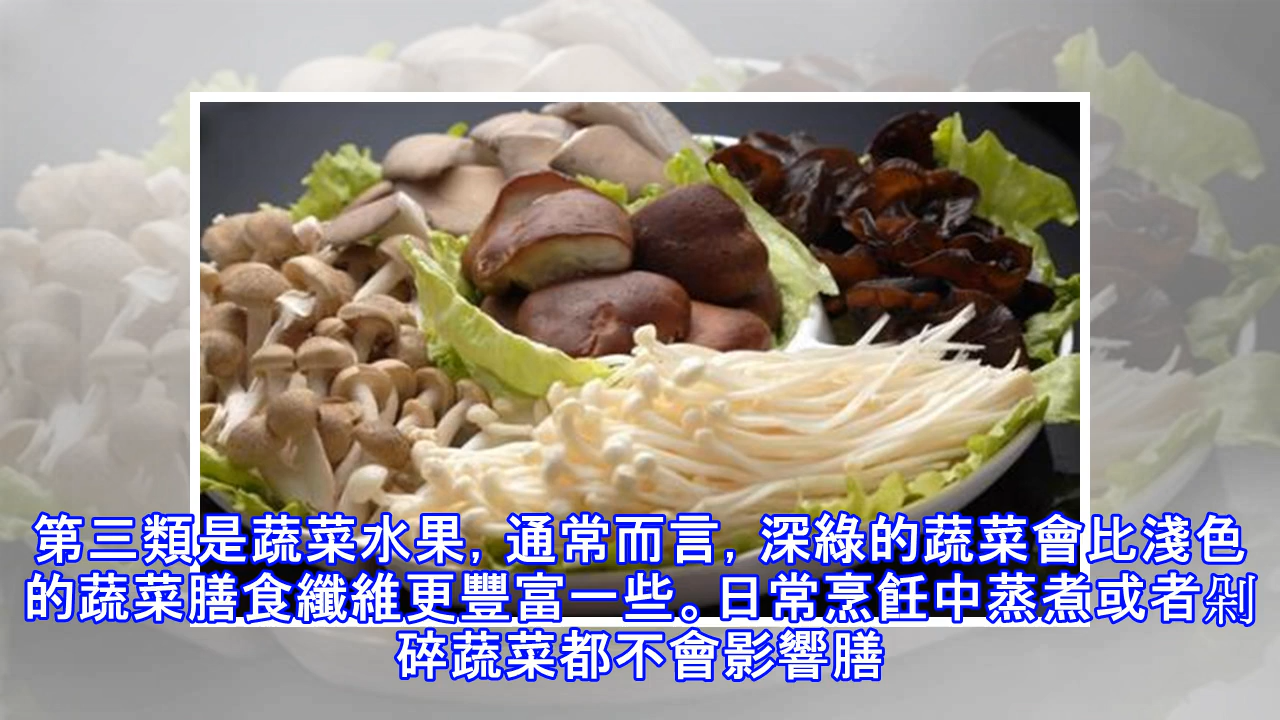 第三類是蔬菜水果,通常而言,深綠的蔬菜會比淺色
的蔬菜膳食纖維更豐富一些。日常烹飪中蒸煮或者剁
碎蔬菜都不會影響膳